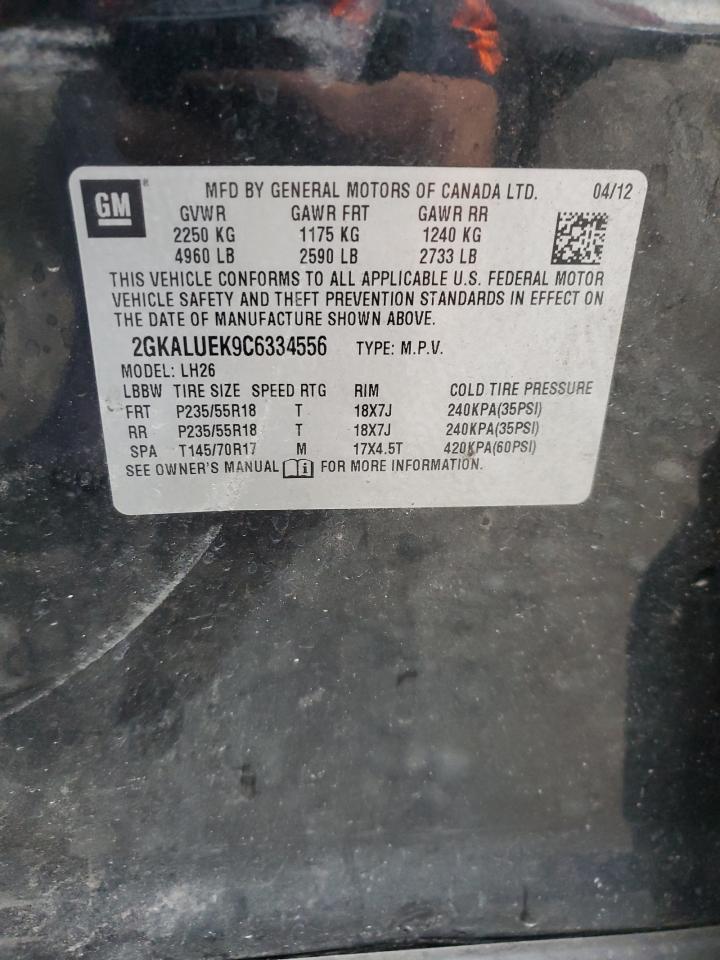 GM MFD BY GENERAL MOTORS OF CANADA LTD. 04/12
GVWR GAWR FRT GAWR RR
2250 KG 1175 KG 1240 KG
4960 LB 2590 LB 2733 LB
THIS VEHICLE CONFORMS TO ALL APPLICABLE U.S. FEDERAL MOTOR
VEHICLE SAFETY AND THEFT PREVENTION STANDARDS IN EFFECT ON
THE DATE OF MANUFACTURE SHOWN ABOVE.
2GKALUEK9C6334556 TYPE: M.P.V.
MODEL: LH26
LBBW TIRE SIZE SPEED RTG RIM COLD TIRE PRESSURE
FRT P235/55R18 T 18X7J 240KPA(35PSI)
RR P235/55R18 T 18X7J 240KPA(35PSI)
SPA T145/70R17 M 17X4.5T 420KPA(60PSI)
SEE OWNER'S MANUAL i FOR MORE INFORMATION.